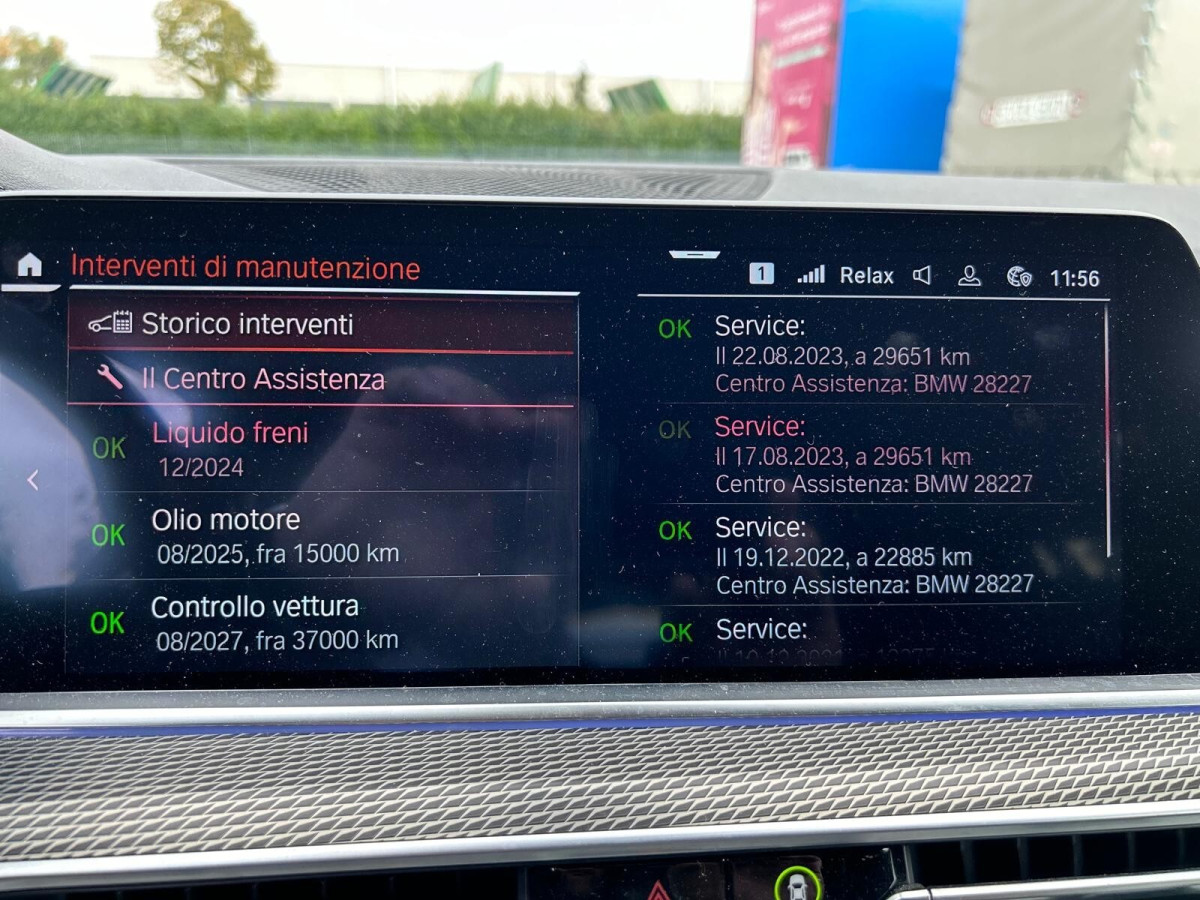 Interventi di manutenzione
1
Relax
11:56
Storico interventi
Il Centro Assistenza
OK
Liquido freni
12/2024
OK
Olio motore
08/2025, fra 15000 km
OK
Controllo vettura
08/2027, fra 37000 km
OK
Service:
Il 22.08.2023, a 29651 km
Centro Assistenza: BMW 28227
OK
Service:
Il 17.08.2023, a 29651 km
Centro Assistenza: BMW 28227
OK
Service:
Il 19.12.2022, a 22885 km
Centro Assistenza: BMW 28227
OK
Service: